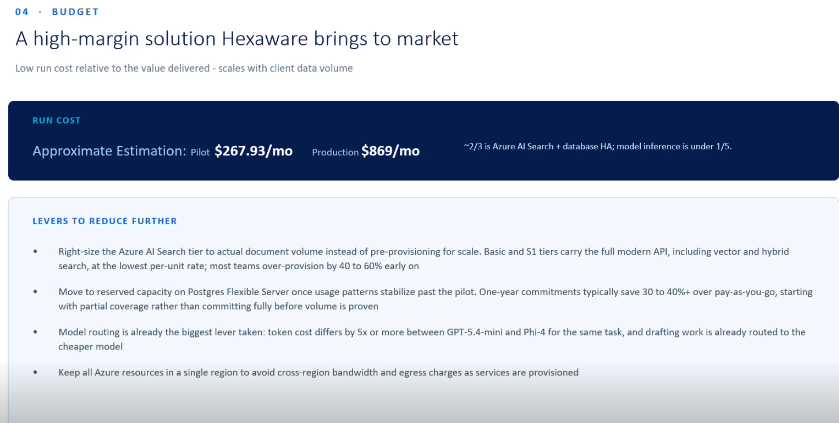 04 · BUDGET
A high-margin solution Hexaware brings to market
Low run cost relative to the value delivered - scales with client data volume
RUN COST
Approximate Estimation: Pilot $267.93/mo Production $869/mo ~2/3 is Azure AI Search + database HA; model inference is under 1/5.
LEVERS TO REDUCE FURTHER
• Right-size the Azure AI Search tier to actual document volume instead of pre-provisioning for scale. Basic and S1 tiers carry the full modern API, including vector and hybrid
search, at the lowest per-unit rate; most teams over-provision by 40 to 60% early on
• Move to reserved capacity on Postgres Flexible Server once usage patterns stabilize past the pilot. One-year commitments typically save 30 to 40%+ over pay-as-you-go, starting
with partial coverage rather than committing fully before volume is proven
• Model routing is already the biggest lever taken: token cost differs by 5x or more between GPT-5.4-mini and Phi-4 for the same task, and drafting work is already routed to the
cheaper model
• Keep all Azure resources in a single region to avoid cross-region bandwidth and egress charges as services are provisioned